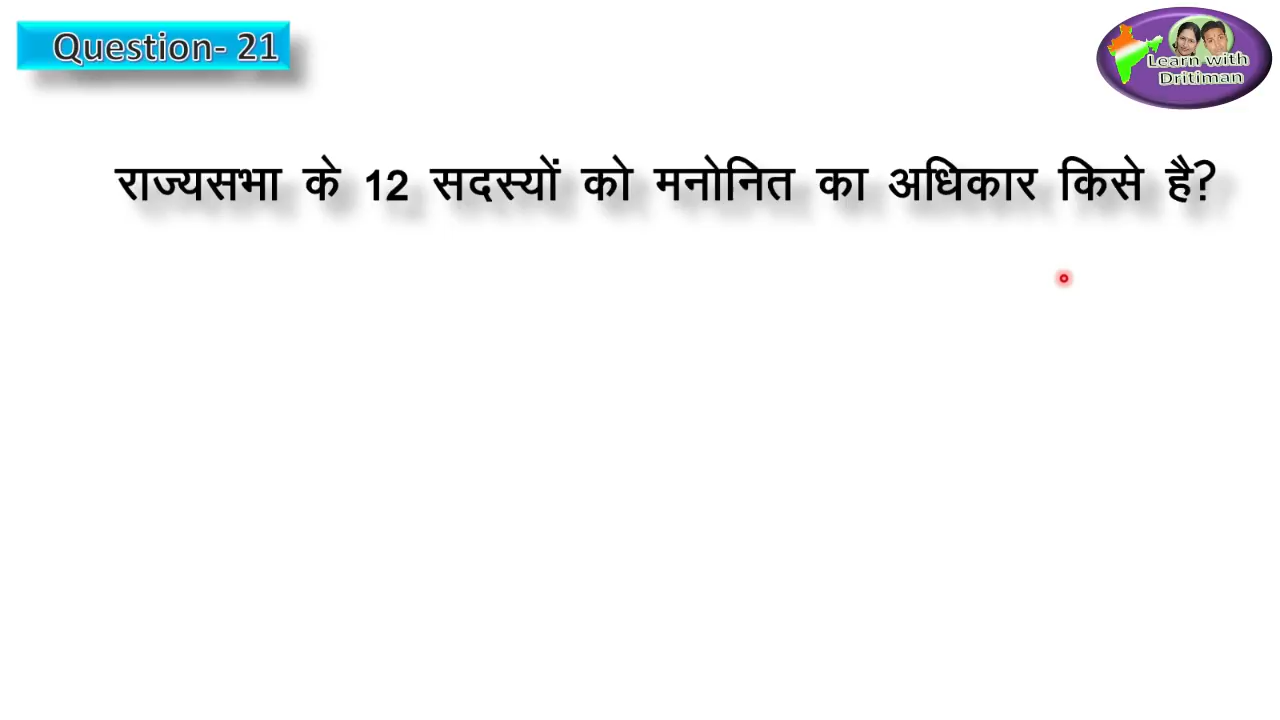 Question- 21
Learn with
Dritiman
राज्यसभा के 12 सदस्यों को मनोनित का अधिकार किसे है?